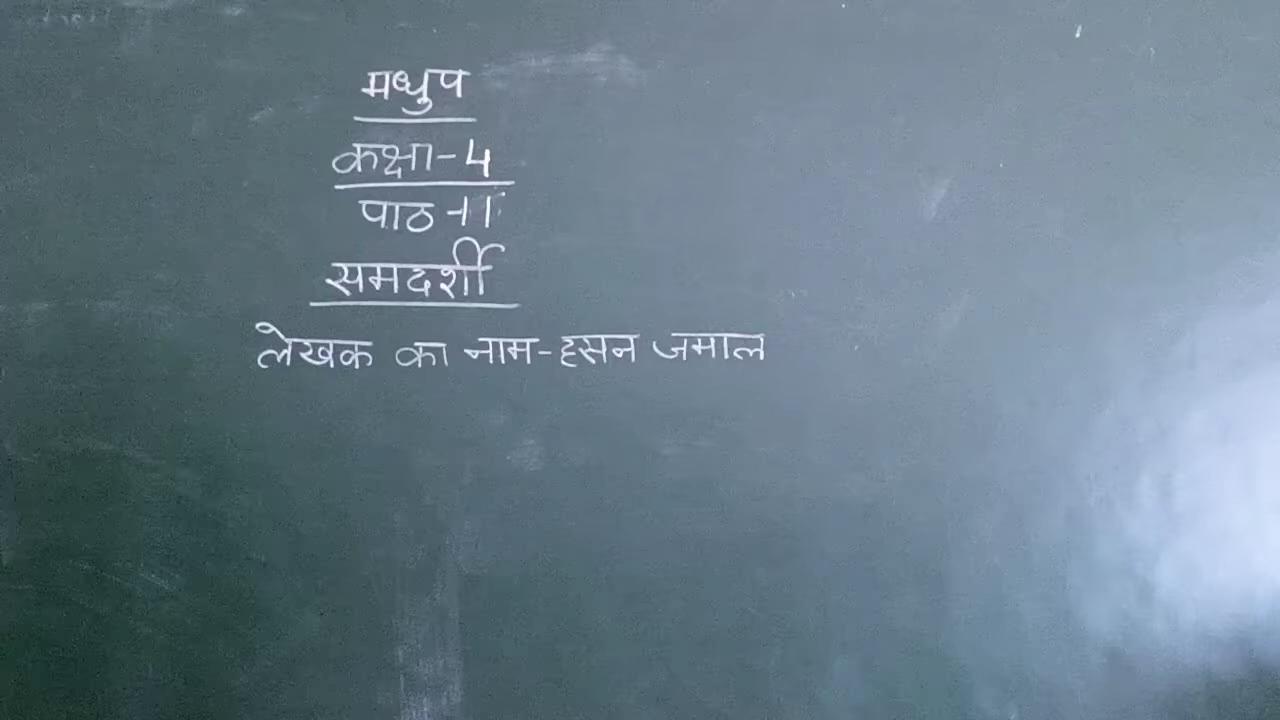 मधुप
कक्षा-4
पाठ-11
समदर्शी
लेखक का नाम-हसन जमाल